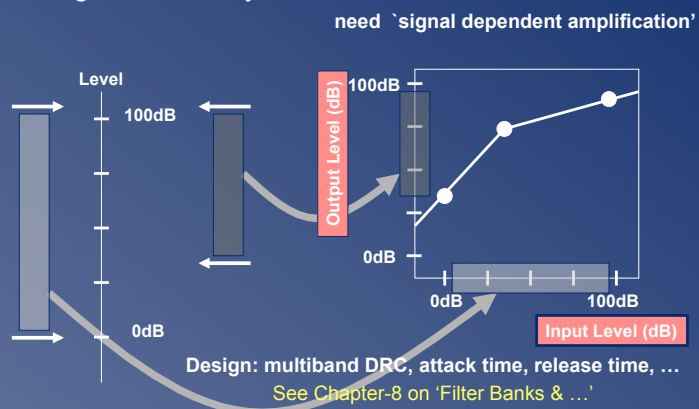 need `signal dependent amplification'
Level
100dB
0dB
Output Level (dB)
100dB
0dB
0dB
100dB
Input Level (dB)
Design: multiband DRC, attack time, release time, …
See Chapter-8 on 'Filter Banks & …'